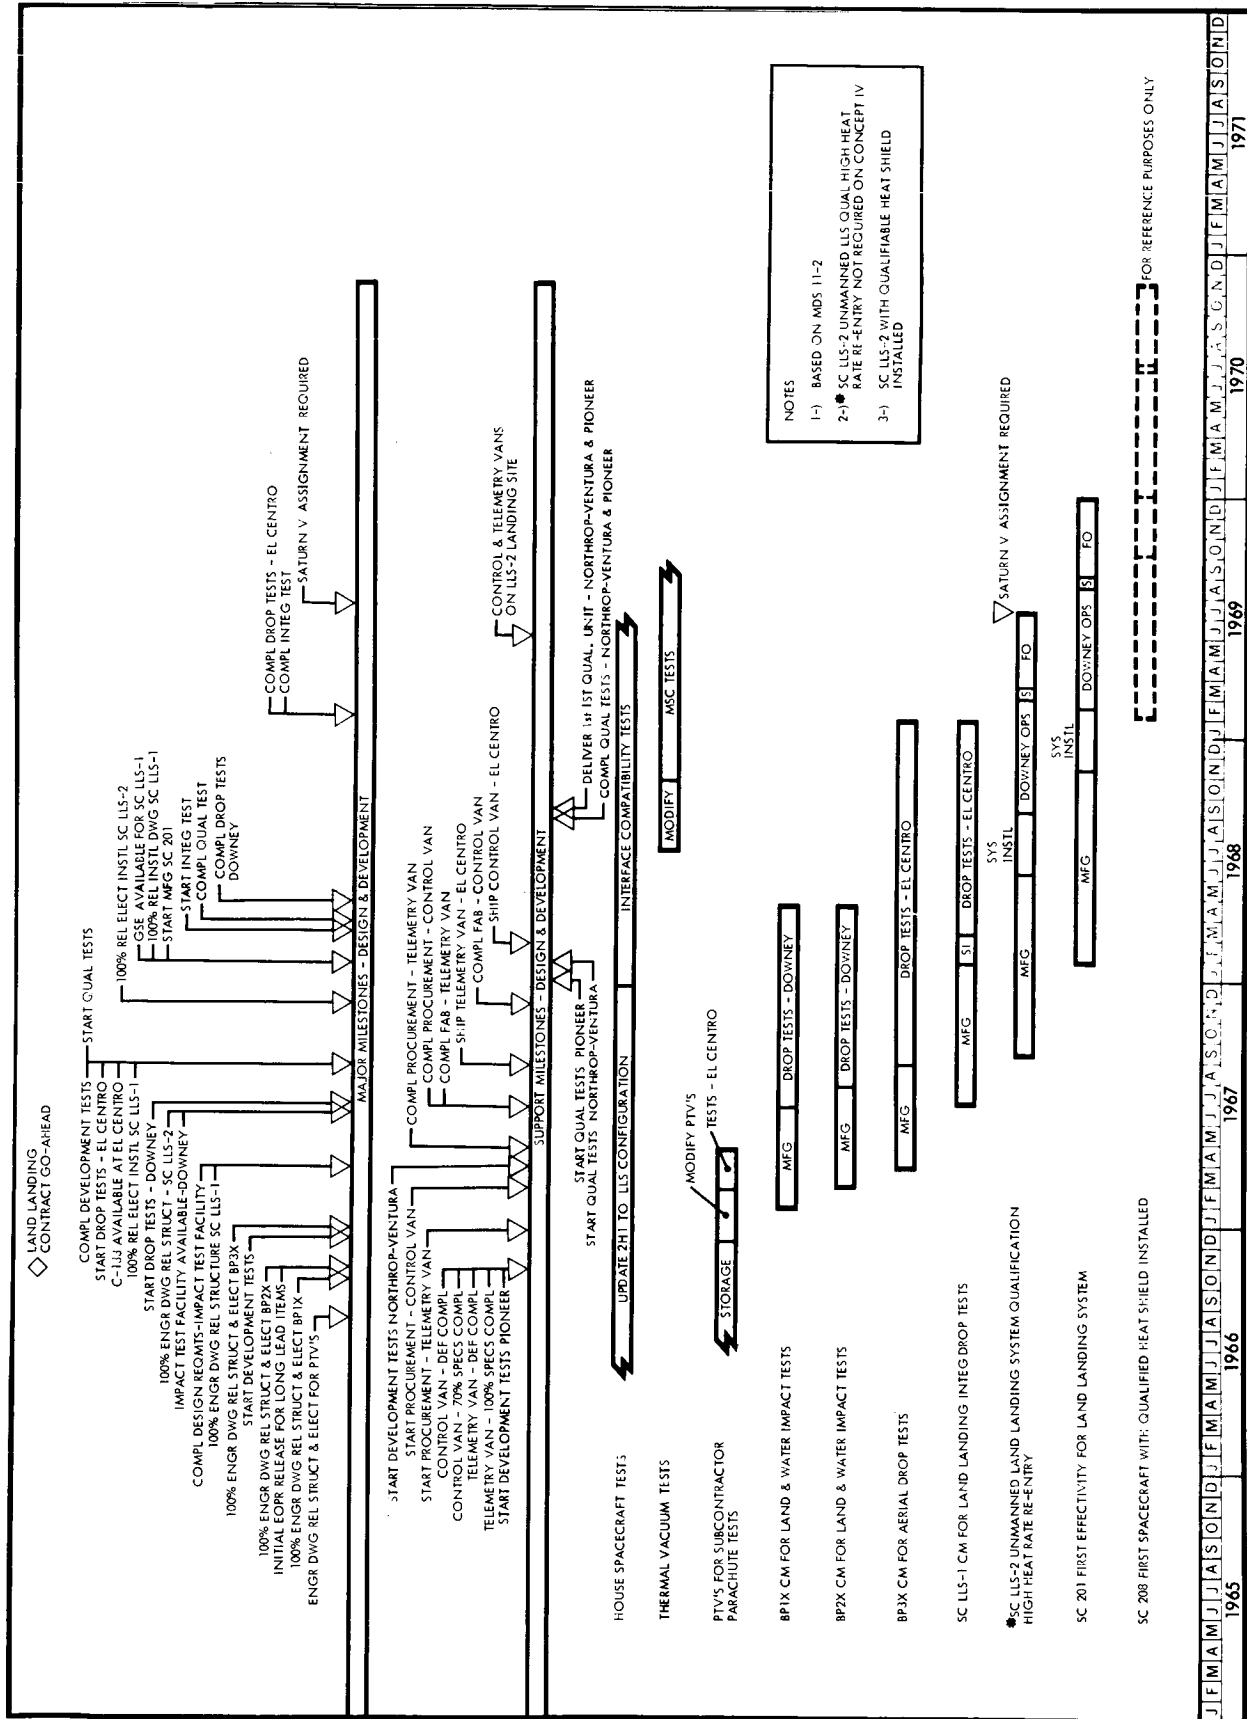 LAND LANDING
CONTRACT GO-AHEAD
COMPL DEVELOPMENT TESTS
START QUAL TESTS
START DROP TESTS - EL CENTRO
C-133 AVAILABLE AT EL CENTRO
100% REL ELECT INSTL SC LLS-1
START DROP TESTS - DOWNEY
100% ENGR DWG REL STRUCT - SC LLS-2
IMPACT TEST FACILITY AVAILABLE-DOWNEY
COMPL DESIGN REQMTS-IMPACT TEST FACILITY
100% ENGR DWG REL STRUCTURE SC LLS-1
100% ENGR DWG REL STRUCT & ELECT BP3X
START DEVELOPMENT TESTS
100% ENGR DWG REL STRUCT & ELECT BP2X
INITIAL EOPR RELEASE FOR LONG LEAD ITEMS
100% ENGR DWG REL STRUCT & ELECT BP1X
ENGR DWG REL STRUCT & ELECT FOR PTV'S
100% REL ELECT INSTL SC LLS-2
GSE AVAILABLE FOR SC LLS-1
100% REL INSTL DWG SC LLS-1
START MFG SC 201
START INTEG TEST
COMPL QUAL TEST
COMPL DROP TESTS
DOWNEY
COMPL DROP TESTS - EL CENTRO
COMPL INTEG TEST
SATURN V ASSIGNMENT REQUIRED
MAJOR MILESTONES - DESIGN & DEVELOPMENT
START DEVELOPMENT TESTS NORTHROP-VENTURA
START PROCUREMENT - CONTROL VAN
START PROCUREMENT - TELEMETRY VAN
CONTROL VAN - DEF COMPL
CONTROL VAN - 70% SPECS COMPL
TELEMETRY VAN - DEF COMPL
TELEMETRY VAN - 100% SPECS COMPL
START DEVELOPMENT TESTS PIONEER
COMPL PROCUREMENT - TELEMETRY VAN
COMPL PROCUREMENT - CONTROL VAN
COMPL FAB - TELEMETRY VAN
SHIP TELEMETRY VAN - EL CENTRO
COMPL FAB - CONTROL VAN
SHIP CONTROL VAN - EL CENTRO
CONTROL & TELEMETRY VANS
ON LLS-2 LANDING SITE
SUPPORT MILESTONES - DESIGN & DEVELOPMENT
START QUAL TESTS PIONEER
START QUAL TESTS NORTHROP-VENTURA
DELIVER 1st IST QUAL. UNIT - NORTHROP-VENTURA & PIONEER
COMPL QUAL TESTS - NORTHROP-VENTURA & PIONEER
HOUSE SPACECRAFT TESTS
UPDATE 2H1 TO LLS CONFIGURATION
INTERFACE COMPATIBILITY TESTS
THERMAL VACUUM TESTS
MODIFY
MSC TESTS
PTV'S FOR SUBCONTRACTOR
PARACHUTE TESTS
STORAGE
MODIFY PTV'S
TESTS - EL CENTRO
BP1X CM FOR LAND & WATER IMPACT TESTS
MFG
DROP TESTS - DOWNEY
BP2X CM FOR LAND & WATER IMPACT TESTS
MFG
DROP TESTS - DOWNEY
BP3X CM FOR AERIAL DROP TESTS
MFG
DROP TESTS - EL CENTRO
SC LLS-1 CM FOR LAND LANDING INTEG DROP TESTS
MFG
SI
DROP TESTS - EL CENTRO
*SC LLS-2 UNMANNED LAND LANDING SYSTEM QUALIFICATION
HIGH HEAT RATE RE-ENTRY
MFG
SYS
INSTL
DOWNEY OPS
S
FO
SATURN V ASSIGNMENT REQUIRED
SC 201 FIRST EFFECTIVITY FOR LAND LANDING SYSTEM
MFG
SYS
INSTL
DOWNEY OPS
S
FO
SC 208 FIRST SPACECRAFT WITH QUALIFIED HEAT SHIELD INSTALLED
FOR REFERENCE PURPOSES ONLY
NOTES
1-) BASED ON MDS 11-2
2-)* SC LLS-2 UNMANNED LLS QUAL HIGH HEAT
RATE RE-ENTRY NOT REQUIRED ON CONCEPT IV
3-) SC LLS-2 WITH QUALIFIABLE HEAT SHIELD
INSTALLED
J F M A M J J A S O N D J F M A M J J A S O N D J F M A M J J A S O N D J F M A M J J A S O N D J F M A M J J A S O N D J F M A M J J A S O N D J F M A M J J A S O N D
1965 1966 1967 1968 1969 1970 1971